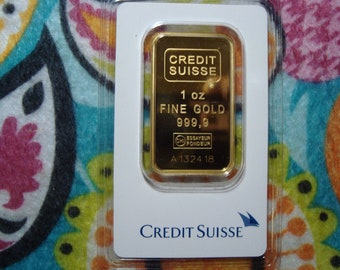 CREDIT
SUISSE
1 oz
FINE GOLD
999,9
ESSAYEUR
FONDEUR
A132418
CREDIT SUISSE